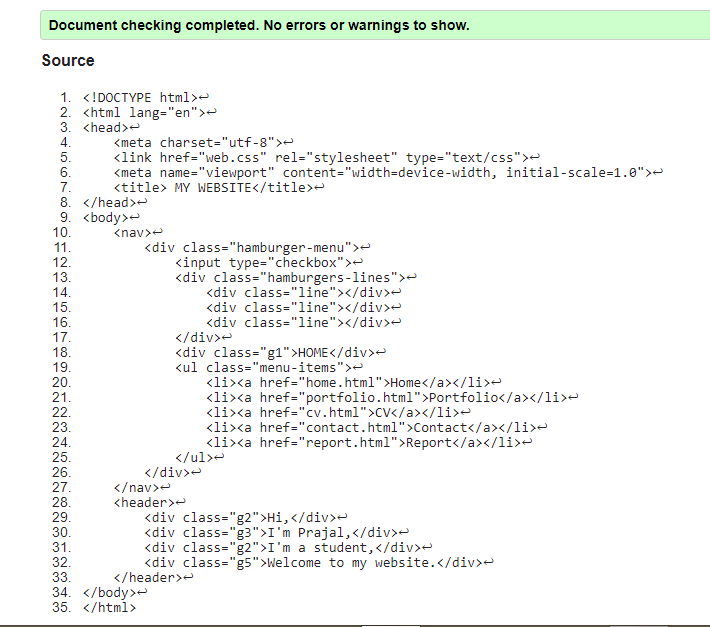 Document checking completed. No errors or warnings to show.
Source
1. <!DOCTYPE html>↩
2. <html lang="en">↩
3. <head>↩
4.     <meta charset="utf-8">↩
5.     <link href="web.css" rel="stylesheet" type="text/css">↩
6.     <meta name="viewport" content="width=device-width, initial-scale=1.0">↩
7.     <title> MY WEBSITE</title>↩
8. </head>↩
9. <body>↩
10.     <nav>↩
11.         <div class="hamburger-menu">↩
12.             <input type="checkbox">↩
13.             <div class="hamburgers-lines">↩
14.                 <div class="line"></div>↩
15.                 <div class="line"></div>↩
16.                 <div class="line"></div>↩
17.             </div>↩
18.             <div class="g1">HOME</div>↩
19.             <ul class="menu-items">↩
20.                 <li><a href="home.html">Home</a></li>↩
21.                 <li><a href="portfolio.html">Portfolio</a></li>↩
22.                 <li><a href="cv.html">CV</a></li>↩
23.                 <li><a href="contact.html">Contact</a></li>↩
24.                 <li><a href="report.html">Report</a></li>↩
25.             </ul>↩
26.         </div>↩
27.     </nav>↩
28.     <header>↩
29.         <div class="g2">Hi,</div>↩
30.         <div class="g3">I'm Prajal,</div>↩
31.         <div class="g2">I'm a student,</div>↩
32.         <div class="g5">Welcome to my website.</div>↩
33.     </header>↩
34. </body>↩
35. </html>